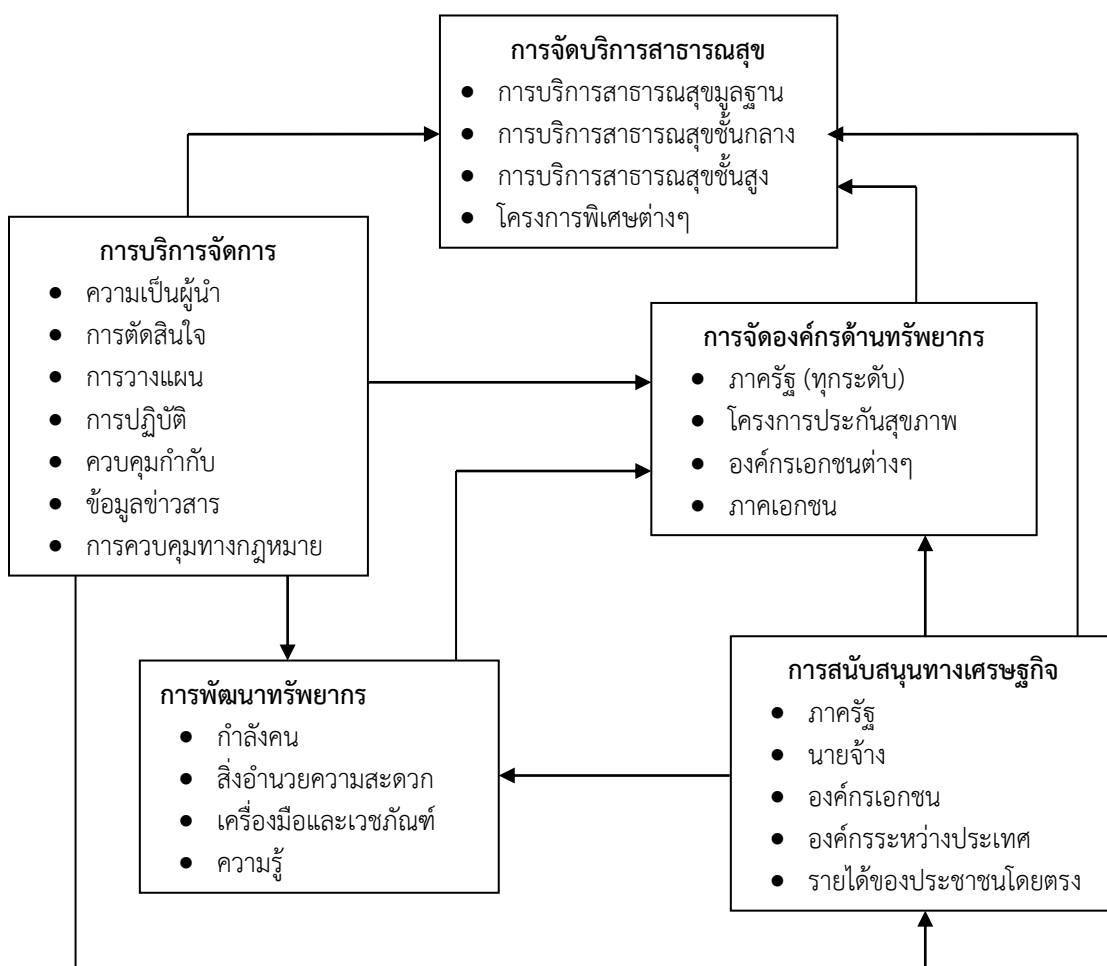 การจัดบริการสาธารณสุข
● การบริการสาธารณสุขมูลฐาน
● การบริการสาธารณสุขชั้นกลาง
● การบริการสาธารณสุขชั้นสูง
● โครงการพิเศษต่างๆ
การบริการจัดการ
● ความเป็นผู้นำ
● การตัดสินใจ
● การวางแผน
● การปฏิบัติ
● ควบคุมกำกับ
● ข้อมูลข่าวสาร
● การควบคุมทางกฎหมาย
การจัดองค์กรด้านทรัพยากร
● ภาครัฐ (ทุกระดับ)
● โครงการประกันสุขภาพ
● องค์กรเอกชนต่างๆ
● ภาคเอกชน
การพัฒนาทรัพยากร
● กำลังคน
● สิ่งอำนวยความสะดวก
● เครื่องมือและเวชภัณฑ์
● ความรู้
การสนับสนุนทางเศรษฐกิจ
● ภาครัฐ
● นายจ้าง
● องค์กรเอกชน
● องค์กรระหว่างประเทศ
● รายได้ของประชาชนโดยตรง